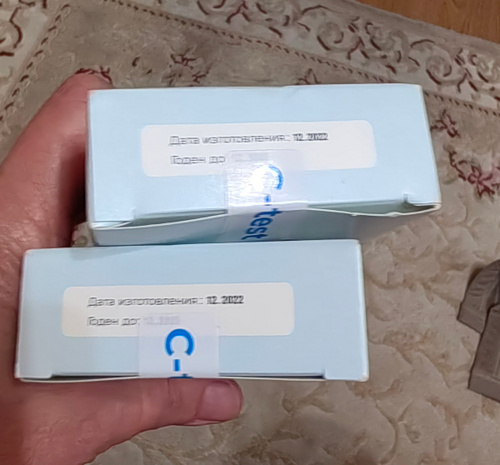 Дата изготовления: 12.2022
Годен до
C-test
Дата изготовления: 12.2022
Годен до:
C-